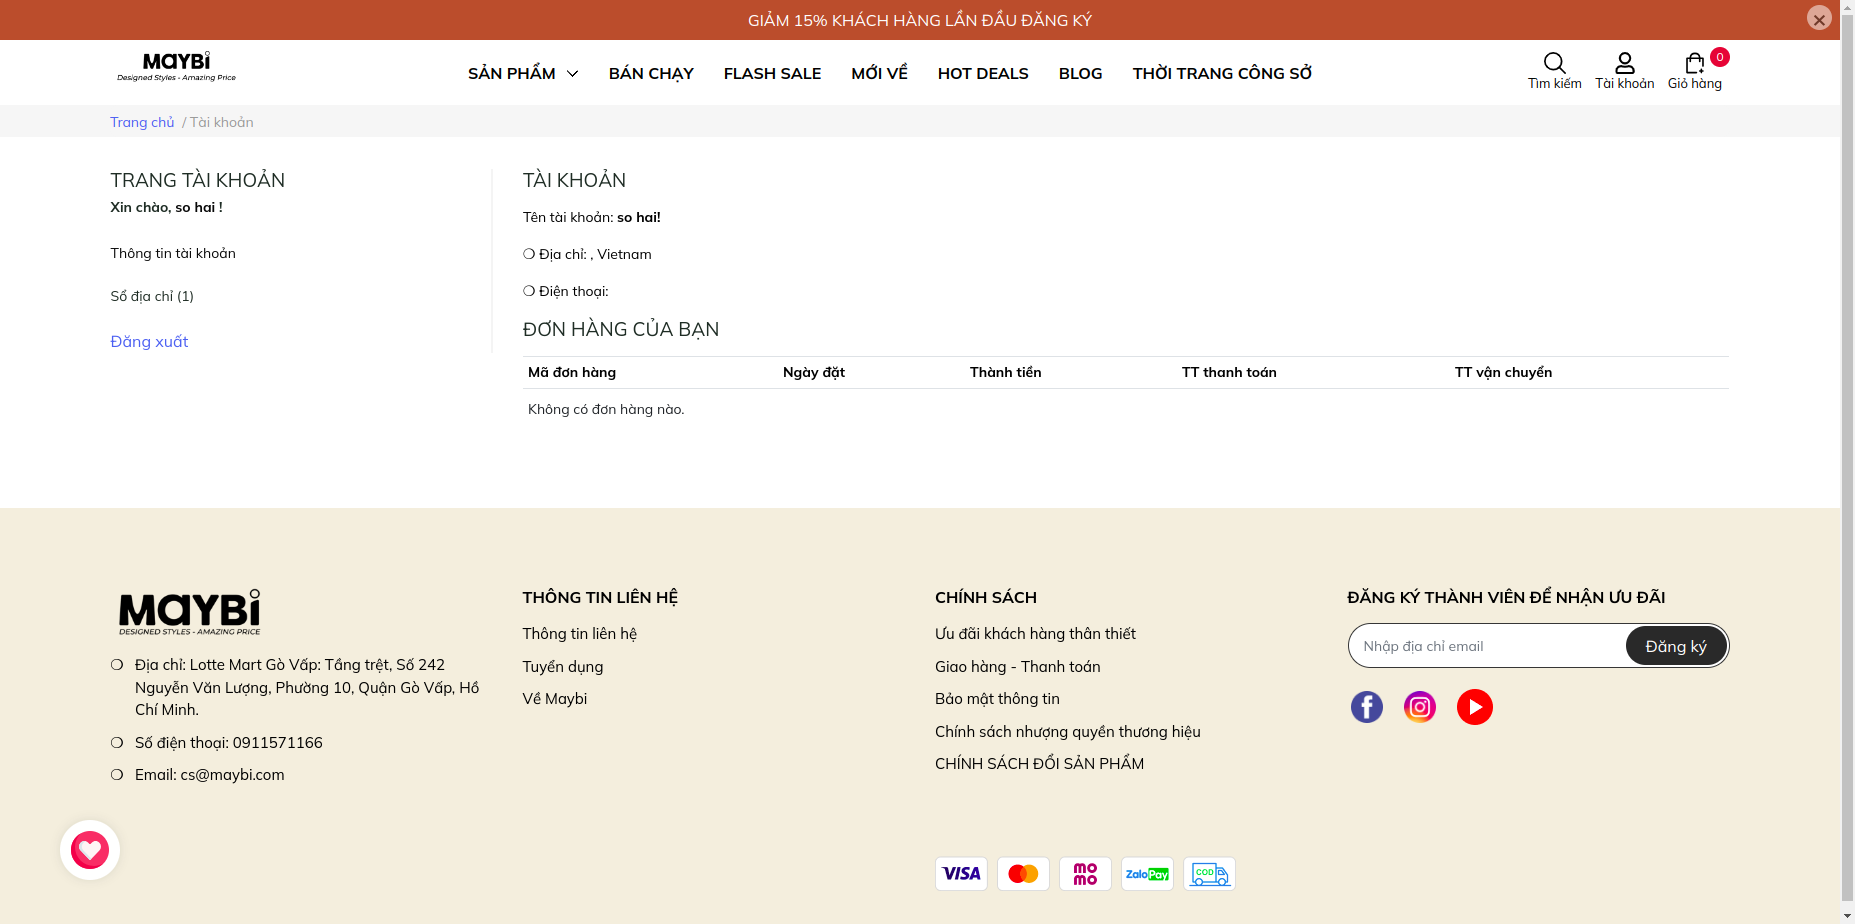 GIẢM 15% KHÁCH HÀNG LẦN ĐẦU ĐĂNG KÝ
MAYBI
Designed Styles - Amazing Price
SẢN PHẨM
BÁN CHẠY
FLASH SALE
MỚI VỀ
HOT DEALS
BLOG
THỜI TRANG CÔNG SỞ
Tìm kiếm
Tài khoản
0
Giỏ hàng
Trang chủ / Tài khoản
TRANG TÀI KHOẢN
Xin chào, so hai !
Thông tin tài khoản
Sổ địa chỉ (1)
Đăng xuất
TÀI KHOẢN
Tên tài khoản: so hai!
❍ Địa chỉ: , Vietnam
❍ Điện thoại:
ĐƠN HÀNG CỦA BẠN
Mã đơn hàng Ngày đặt Thành tiền TT thanh toán TT vận chuyển
Không có đơn hàng nào.
MAYBI
DESIGNED STYLES - AMAZING PRICE
❍ Địa chỉ: Lotte Mart Gò Vấp: Tầng trệt, Số 242
Nguyễn Văn Lượng, Phường 10, Quận Gò Vấp, Hồ
Chí Minh.
❍ Số điện thoại: 0911571166
❍ Email: cs@maybi.com
THÔNG TIN LIÊN HỆ
Thông tin liên hệ
Tuyển dụng
Về Maybi
CHÍNH SÁCH
Ưu đãi khách hàng thân thiết
Giao hàng - Thanh toán
Bảo mật thông tin
Chính sách nhượng quyền thương hiệu
CHÍNH SÁCH ĐỔI SẢN PHẨM
ĐĂNG KÝ THÀNH VIÊN ĐỂ NHẬN ƯU ĐÃI
Nhập địa chỉ email
Đăng ký
VISA
mo
mo
Zalo Pay
COD